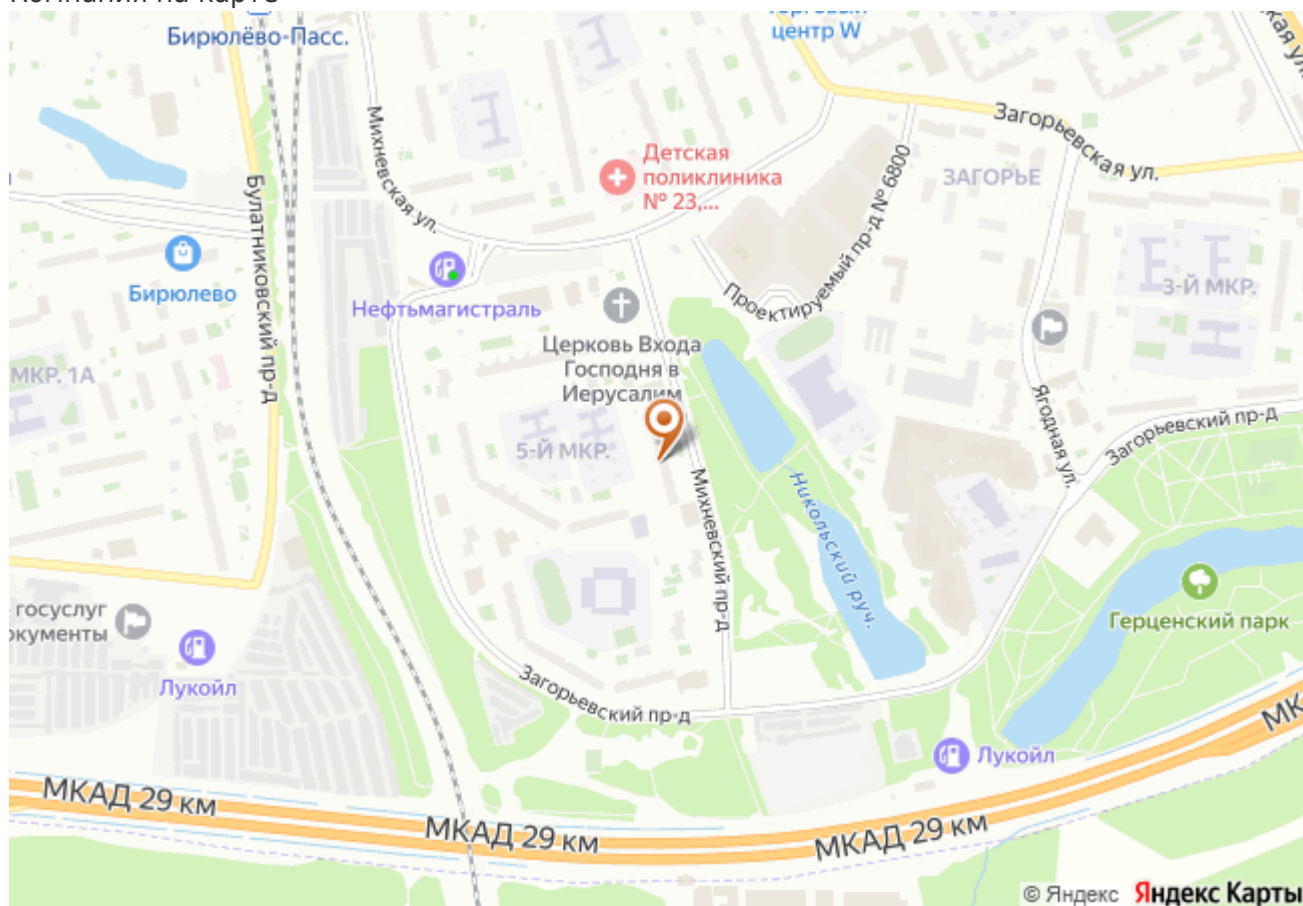 Компания на карте
Бирюлёво-Пасс.
центр W
Загорьевская ул.
Михневская ул.
Детская
поликлиника
№ 23,...
ЗАГОРЬЕ
Проектируемый пр-д № 6800
Булатниковский пр-д
Бирюлево
Нефтьмагистраль
3-Й МКР.
Церковь Входа
Господня в
Иерусалим
МКР. 1А
5-Й МКР.
Ягодная ул.
Загорьевский пр-д
Михневский пр-д
Никольский руч.
госуслуг
окументы
Герценский парк
Лукойл
Загорьевский пр-д
Лукойл
МК
МКАД 29 км
МКАД 29 км
МКАД 29 км
© Яндекс Яндекс Карты